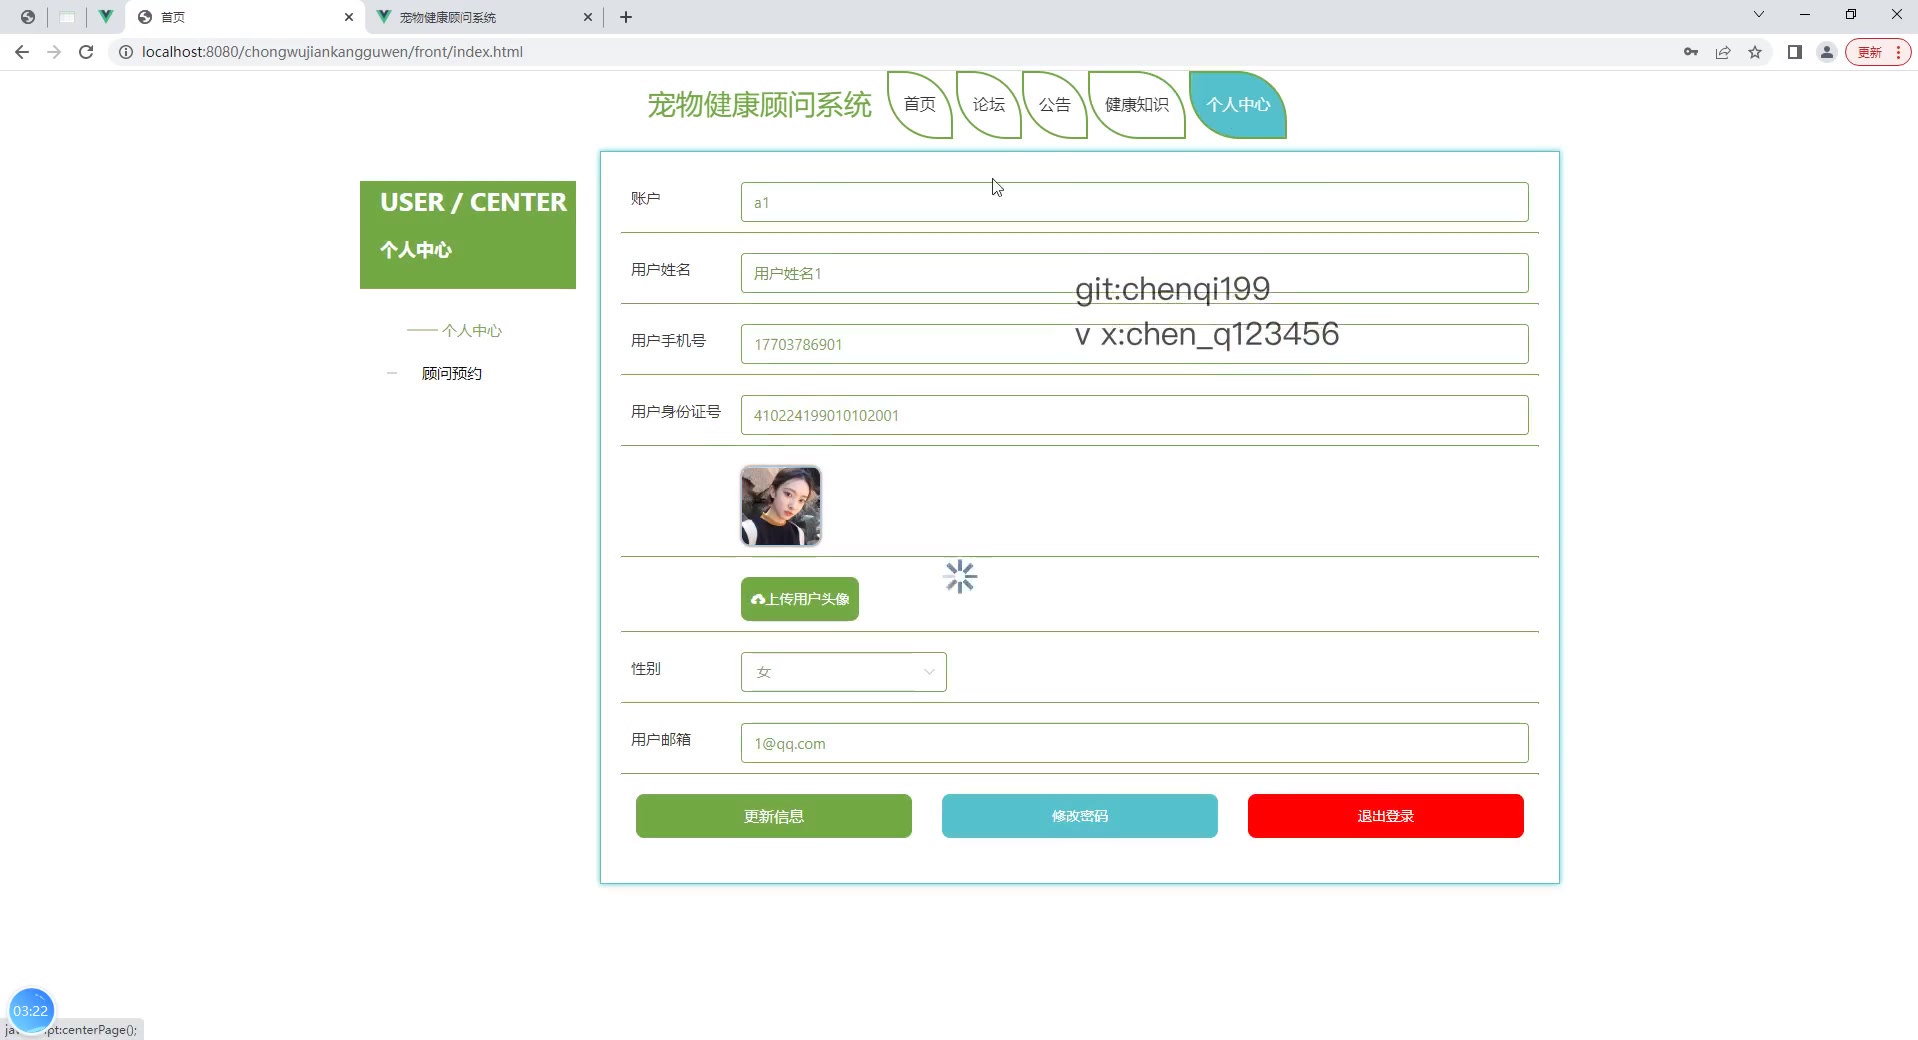 首页
宠物健康顾问系统
localhost:8080/chongwujiankangguwen/front/index.html
更新
宠物健康顾问系统
首页
论坛
公告
健康知识
个人中心
USER / CENTER
个人中心
个人中心
顾问预约
账户
a1
用户姓名
用户姓名1
git:chenqi199
用户手机号
17703786901
v x:chen_q123456
用户身份证号
410224199010102001
上传用户头像
性别
女
用户邮箱
1@qq.com
更新信息
修改密码
退出登录
03:22
pt:centerPage();